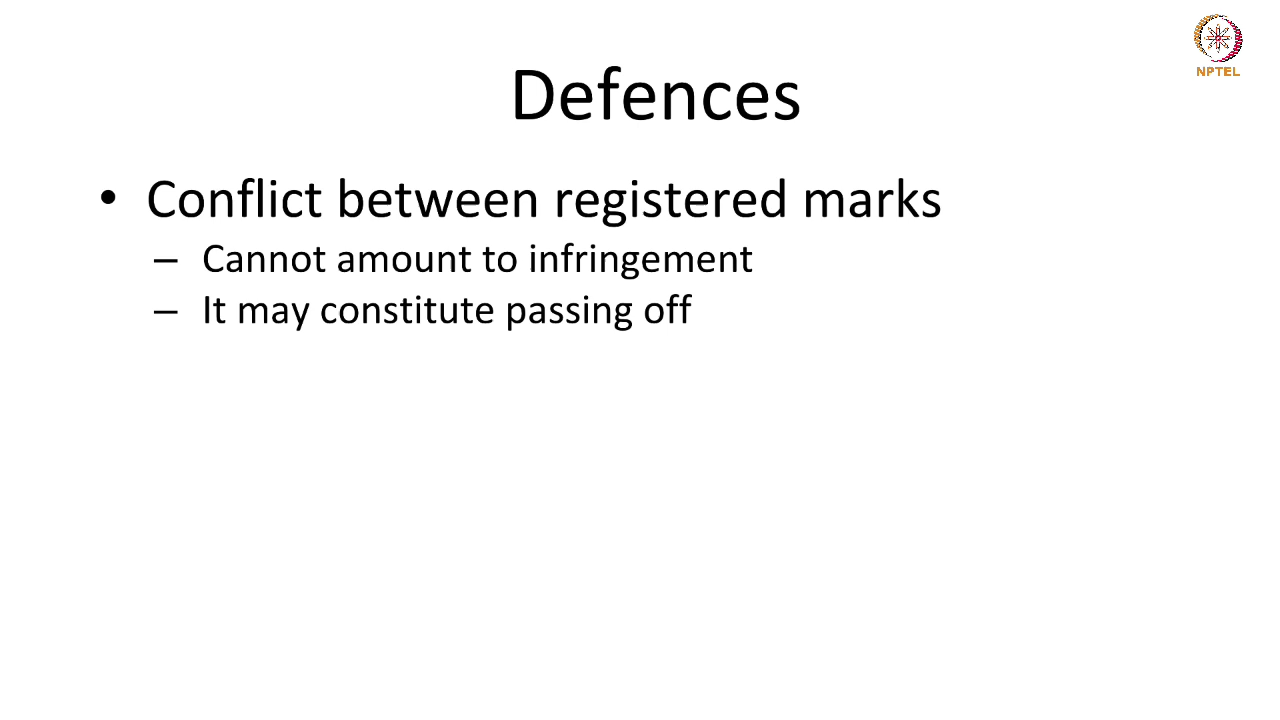 NPTEL
Defences
• Conflict between registered marks
– Cannot amount to infringement
– It may constitute passing off